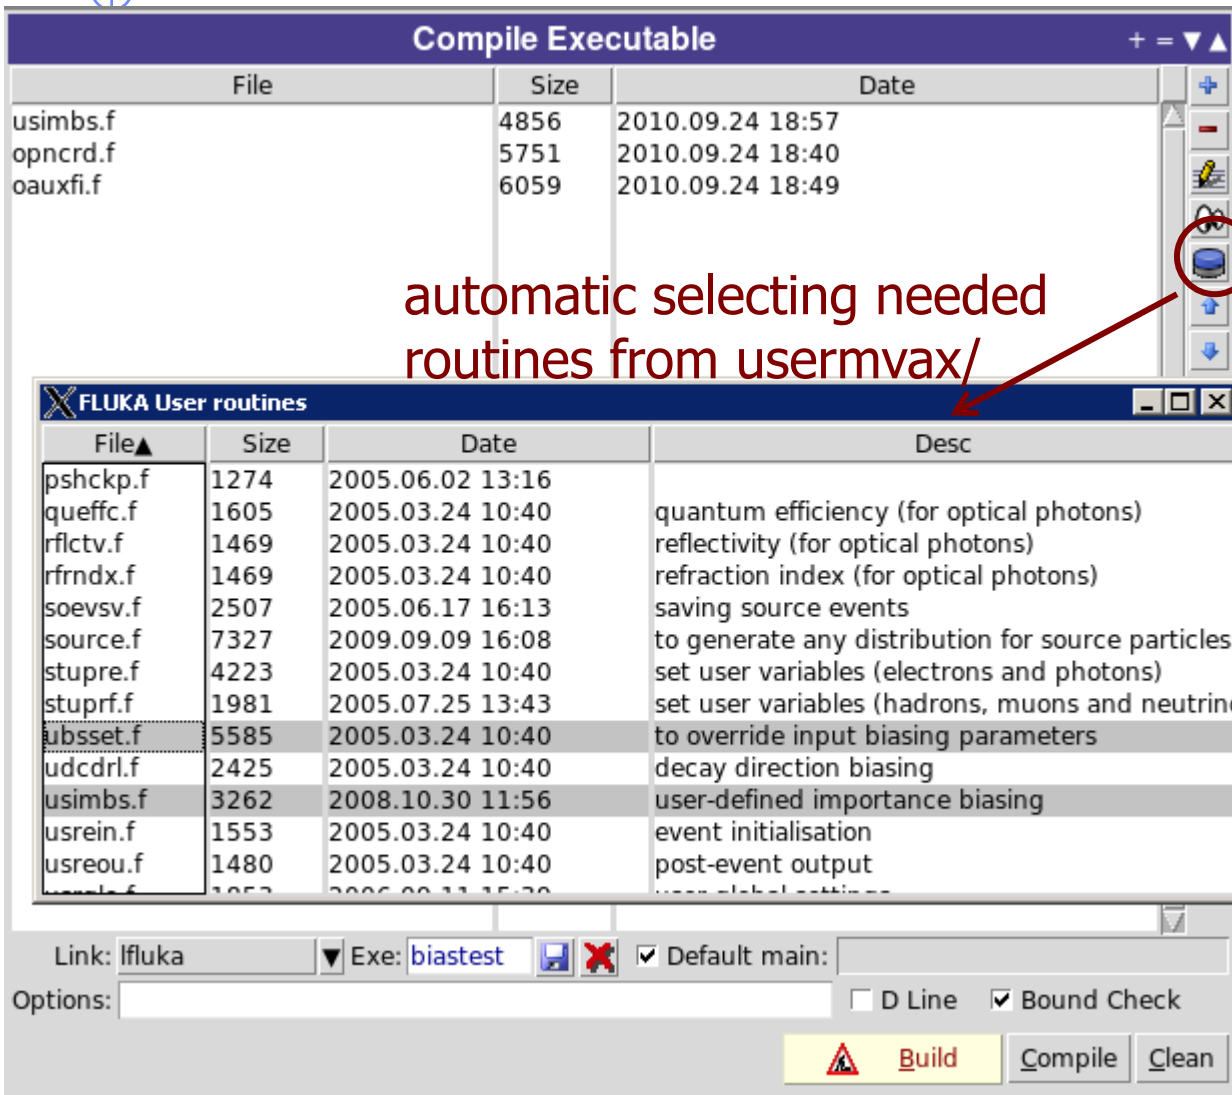 Compile Executable
File Size Date
usimbs.f 4856 2010.09.24 18:57
opncrd.f 5751 2010.09.24 18:40
oauxfi.f 6059 2010.09.24 18:49
automatic selecting needed
routines from usermvax/
FLUKA User routines
File▲ Size Date Desc
pshckp.f 1274 2005.06.02 13:16
queffc.f 1605 2005.03.24 10:40 quantum efficiency (for optical photons)
rflctv.f 1469 2005.03.24 10:40 reflectivity (for optical photons)
rfrndx.f 1469 2005.03.24 10:40 refraction index (for optical photons)
soevsv.f 2507 2005.06.17 16:13 saving source events
source.f 7327 2009.09.09 16:08 to generate any distribution for source particles
stupre.f 4223 2005.03.24 10:40 set user variables (electrons and photons)
stuprf.f 1981 2005.07.25 13:43 set user variables (hadrons, muons and
ubsset.f 5585 2005.03.24 10:40 to override input biasing parameters
udcdrl.f 2425 2005.03.24 10:40 decay direction biasing
usimbs.f 3262 2008.10.30 11:56 user-defined importance biasing
usrein.f 1553 2005.03.24 10:40 event initialisation
usreou.f 1480 2005.03.24 10:40 post-event output
Link: lfluka Exe: biastest Default main:
Options: D Line Bound Check
Build Compile Clean